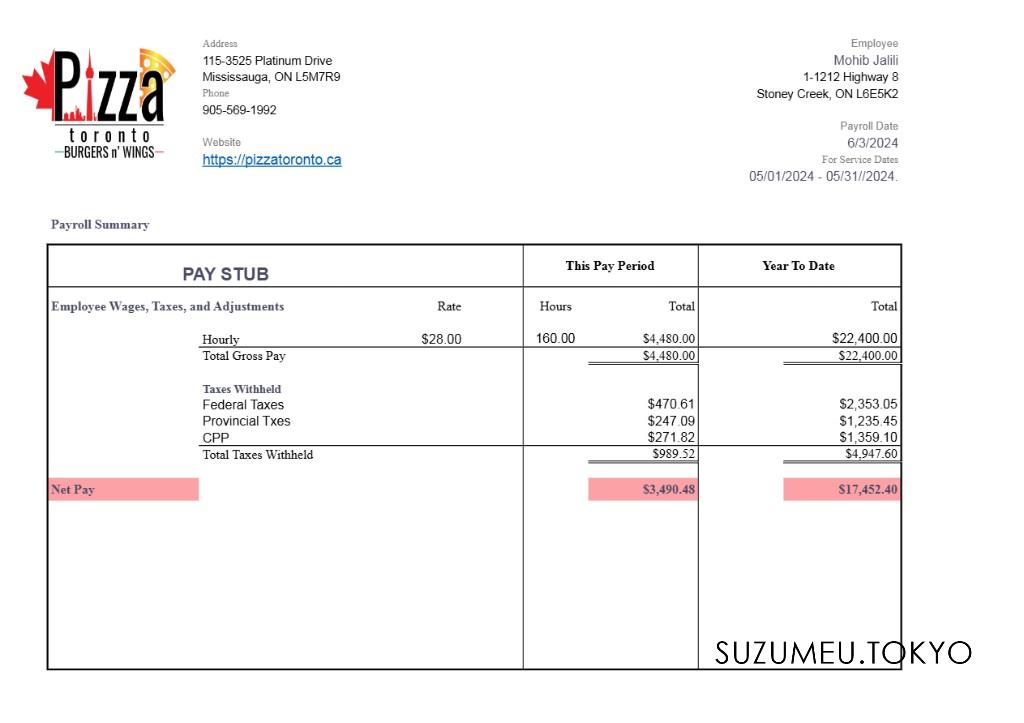 Pizza
toronto
BURGERS n' WINGS
Address
115-3525 Platinum Drive
Mississauga, ON L5M7R9
Phone
905-569-1992
Website
https://pizzatoronto.ca
Employee
Mohib Jalili
1-1212 Highway 8
Stoney Creek, ON L6E5K2
Payroll Date
6/3/2024
For Service Dates
05/01/2024 - 05/31//2024.
Payroll Summary
PAY STUB This Pay Period Year To Date
Employee Wages, Taxes, and Adjustments Rate Hours Total Total
Hourly $28.00 160.00 $4,480.00 $22,400.00
Total Gross Pay $4,480.00 $22,400.00
Taxes Withheld
Federal Taxes $470.61 $2,353.05
Provincial Txes $247.09 $1,235.45
CPP $271.82 $1,359.10
Total Taxes Withheld $989.52 $4,947.60
Net Pay $3,490.48 $17,452.40
SUZUMEU.TOKYO